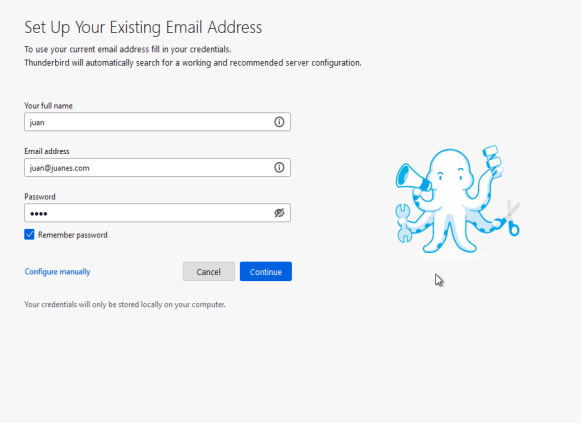 Set Up Your Existing Email Address
To use your current email address fill in your credentials.
Thunderbird will automatically search for a working and recommended server configuration.
Your full name
juan
Email address
juan@juanes.com
Password
••••
Remember password
Configure manually
Cancel
Continue
Your credentials will only be stored locally on your computer.